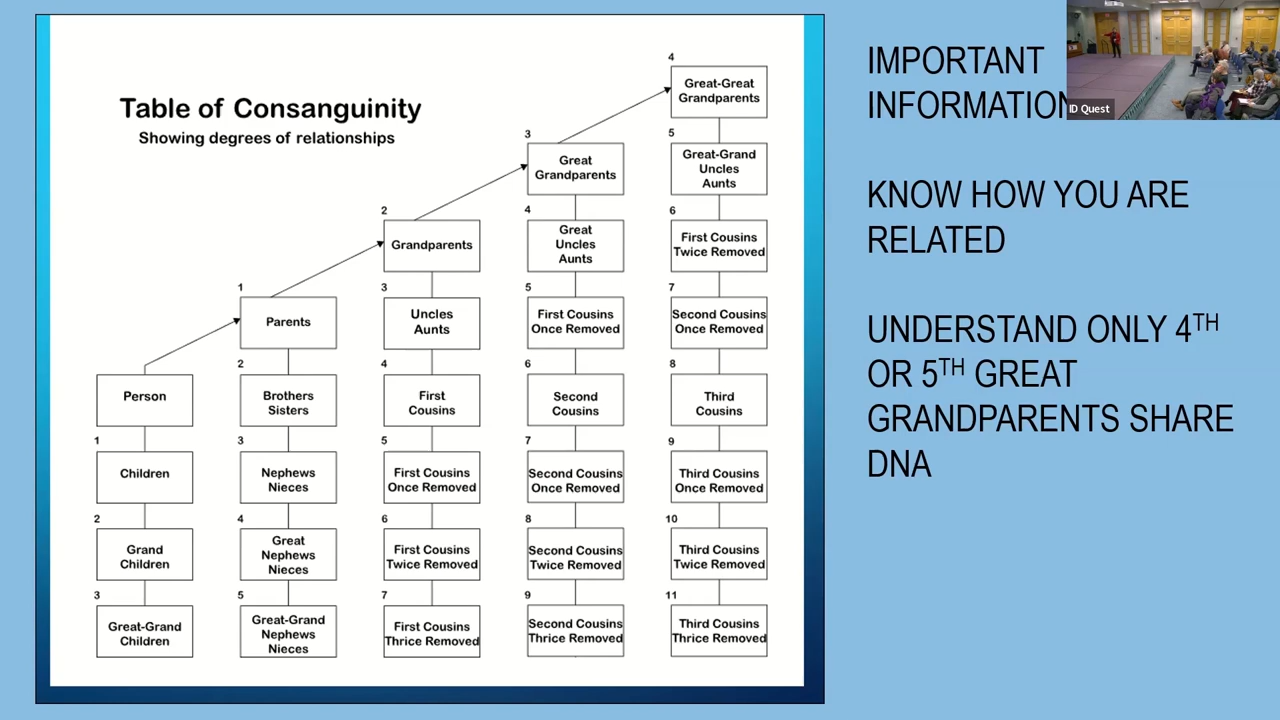 Table of Consanguinity
Showing degrees of relationships
4
Great-Great
Grandparents
3
Great
Grandparents
5
Great-Grand
Uncles
Aunts
2
Grandparents
4
Great
Uncles
Aunts
6
First Cousins
Twice Removed
1
Parents
3
Uncles
Aunts
5
First Cousins
Once Removed
7
Second Cousins
Once Removed
Person
2
Brothers
Sisters
4
First
Cousins
6
Second
Cousins
8
Third
Cousins
1
Children
3
Nephews
Nieces
5
First Cousins
Once Removed
7
Second Cousins
Once Removed
9
Third Cousins
Once Removed
2
Grand
Children
4
Great
Nephews
Nieces
6
First Cousins
Twice Removed
8
Second Cousins
Twice Removed
10
Third Cousins
Twice Removed
3
Great-Grand
Children
5
Great-Grand
Nephews
Nieces
7
First Cousins
Thrice Removed
9
Second Cousins
Thrice Removed
11
Third Cousins
Thrice Removed
IMPORTANT
INFORMATION
KNOW HOW YOU ARE
RELATED
UNDERSTAND ONLY 4TH
OR 5TH GREAT
GRANDPARENTS SHARE
DNA
ID Quest